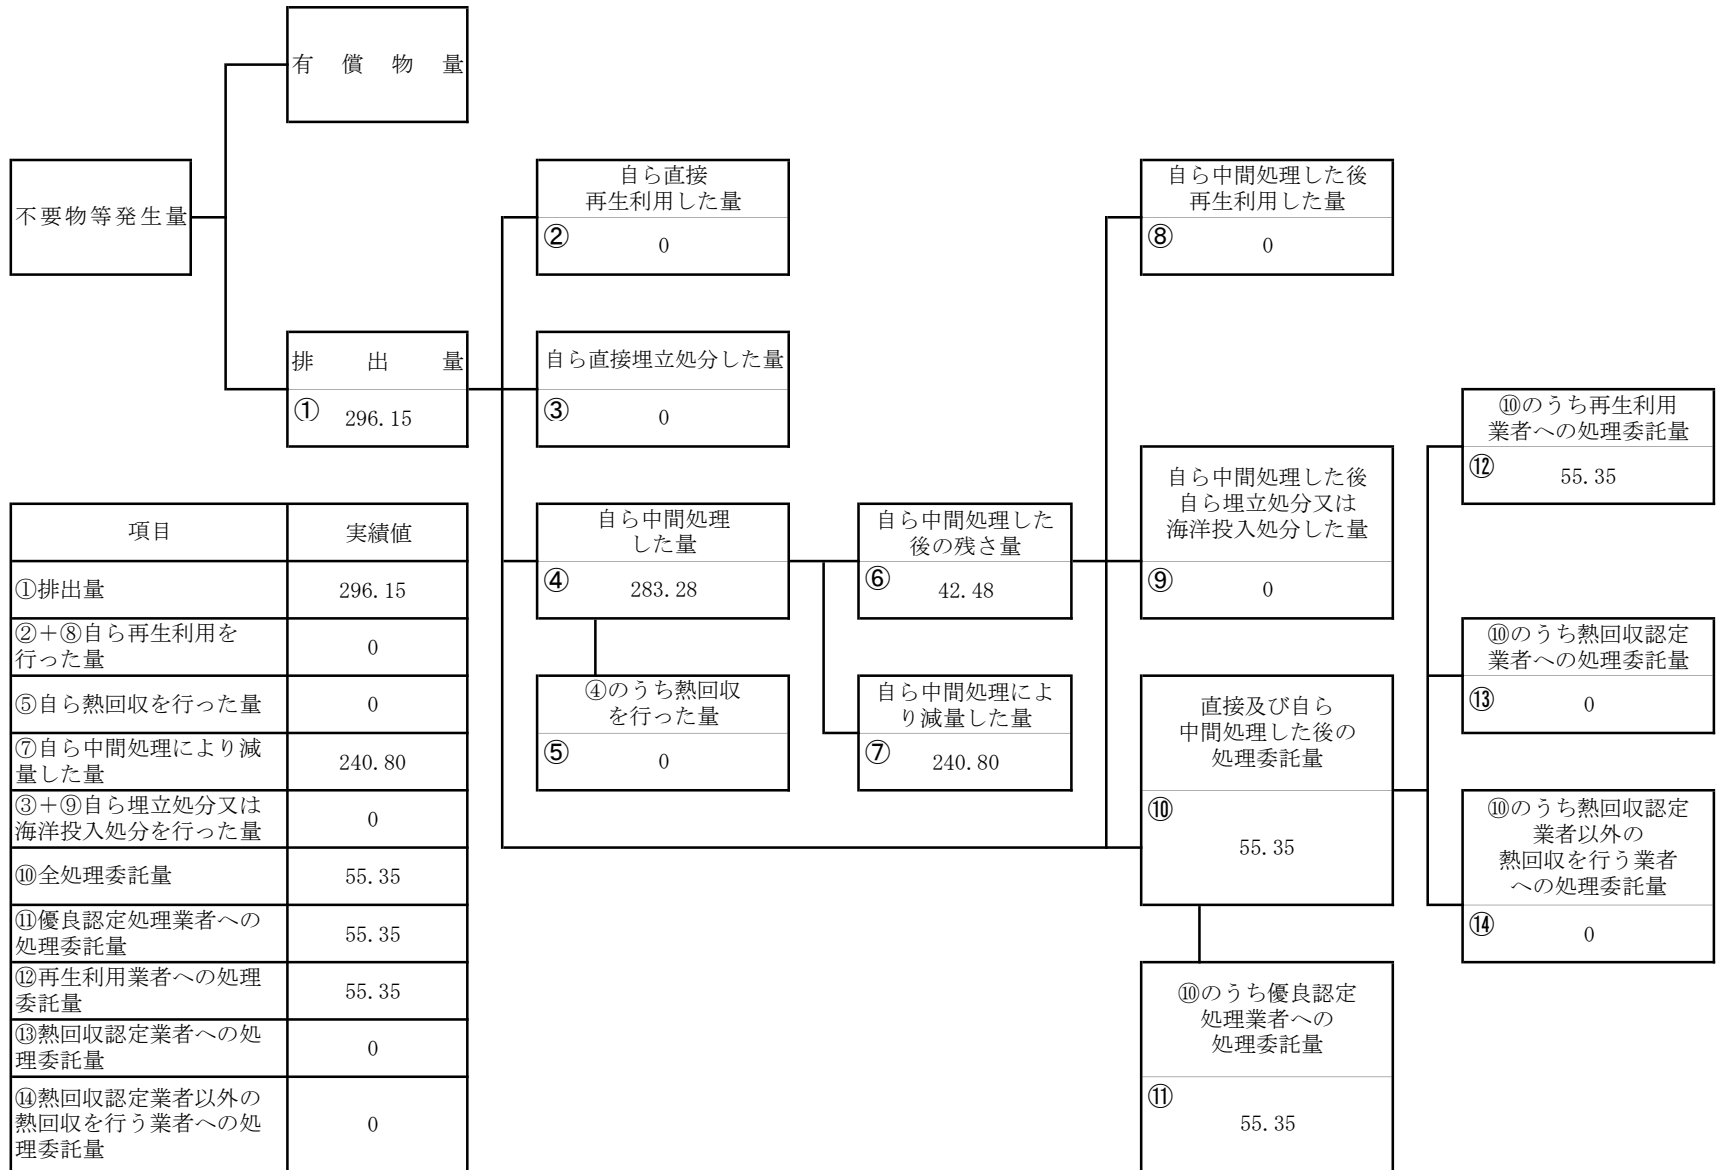 有償物量
不要物等発生量
排出量
①
296.15
自ら直接
再生利用した量
②
0
自ら直接埋立処分した量
③
0
自ら中間処理
した量
④
283.28
④のうち熱回収
を行った量
⑤
0
自ら中間処理した
後の残さ量
⑥
42.48
自ら中間処理によ
り減量した量
⑦
240.80
自ら中間処理した後
再生利用した量
⑧
0
自ら中間処理した後
自ら埋立処分又は
海洋投入処分した量
⑨
0
直接及び自ら
中間処理した後の
処理委託量
⑩
55.35
⑩のうち優良認定
処理業者への
処理委託量
⑪
55.35
⑩のうち再生利用
業者への処理委託量
⑫
55.35
⑩のうち熱回収認定
業者への処理委託量
⑬
0
⑩のうち熱回収認定
業者以外の
熱回収を行う業者
への処理委託量
⑭
0
項目 実績値
①排出量 296.15
②＋⑧自ら再生利用を
行った量 0
⑤自ら熱回収を行った量 0
⑦自ら中間処理により減
量した量 240.80
③＋⑨自ら埋立処分又は
海洋投入処分を行った量 0
⑩全処理委託量 55.35
⑪優良認定処理業者への
処理委託量 55.35
⑫再生利用業者への処理
委託量 55.35
⑬熱回収認定業者への処
理委託量 0
⑭熱回収認定業者以外の
熱回収を行う業者への処
理委託量 0